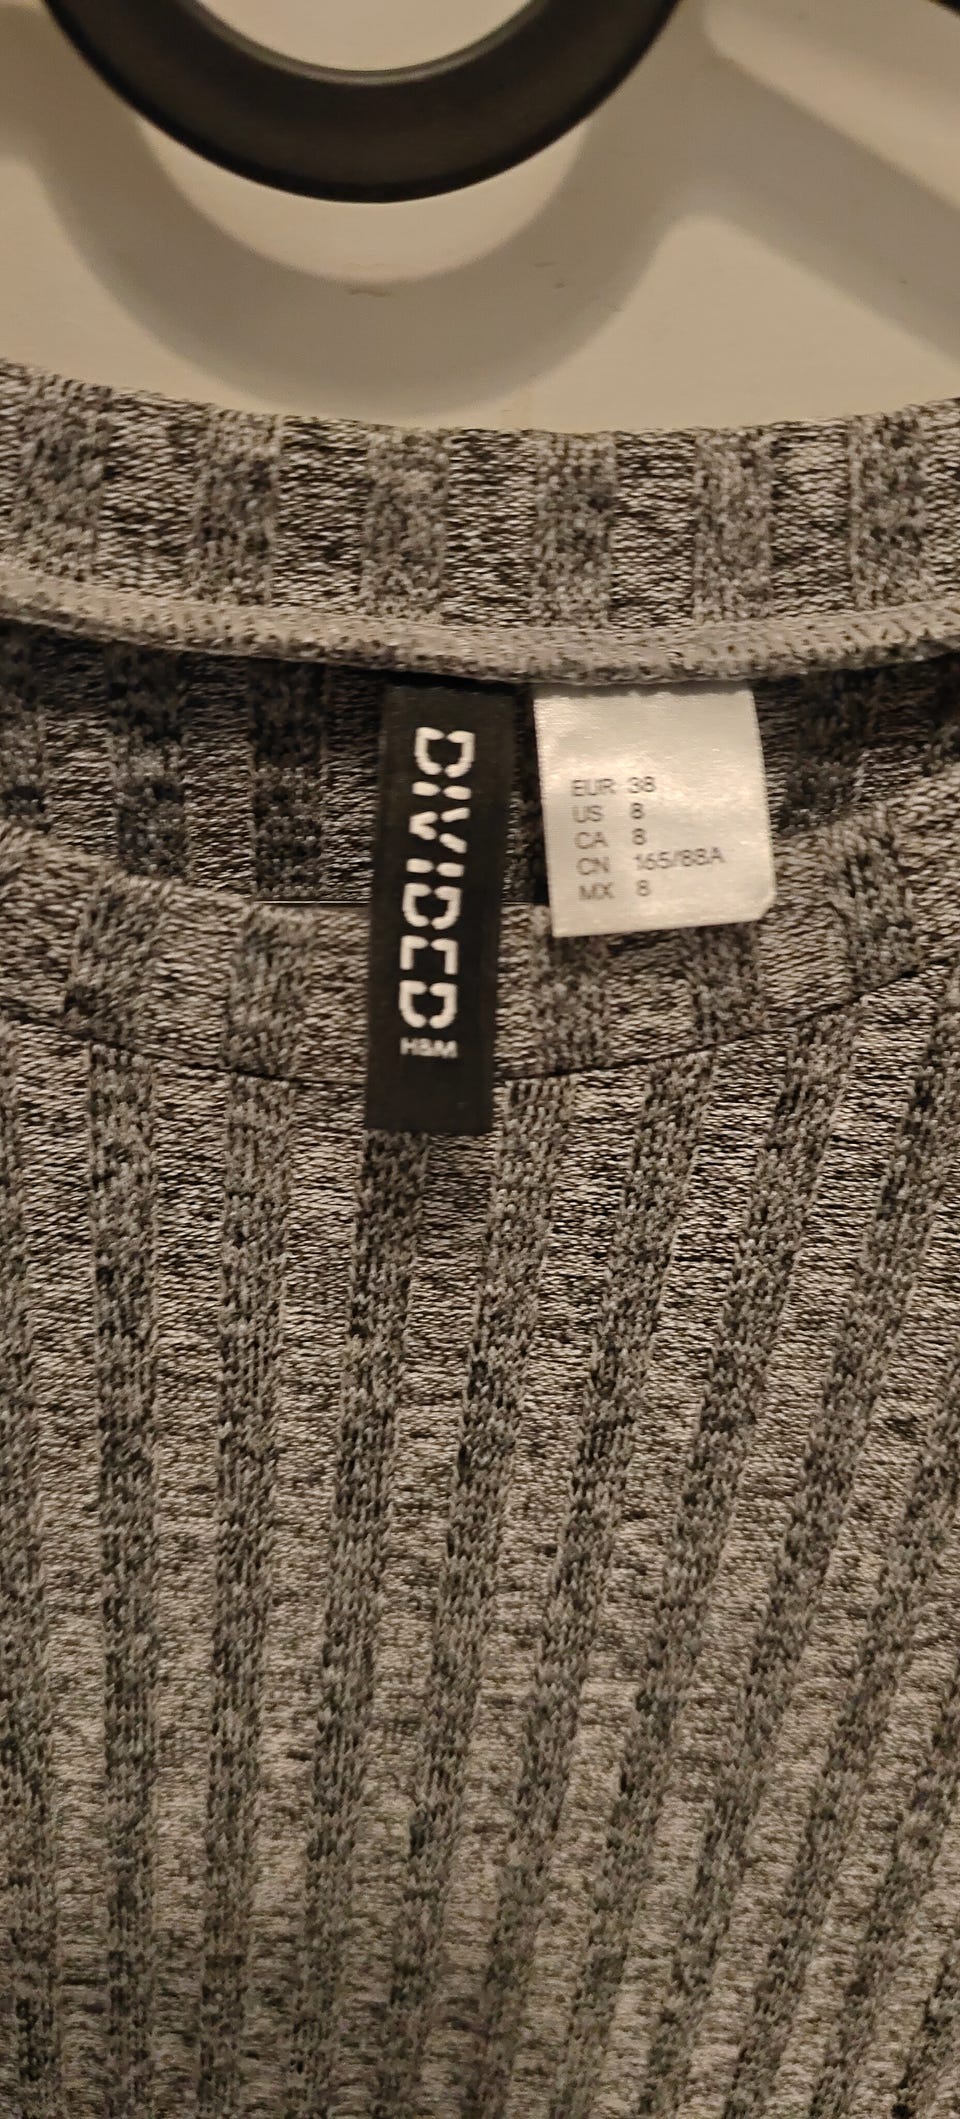 DIVIDED
H&M
EUR 38
US 8
CA 8
CN 165/88A
MX 8